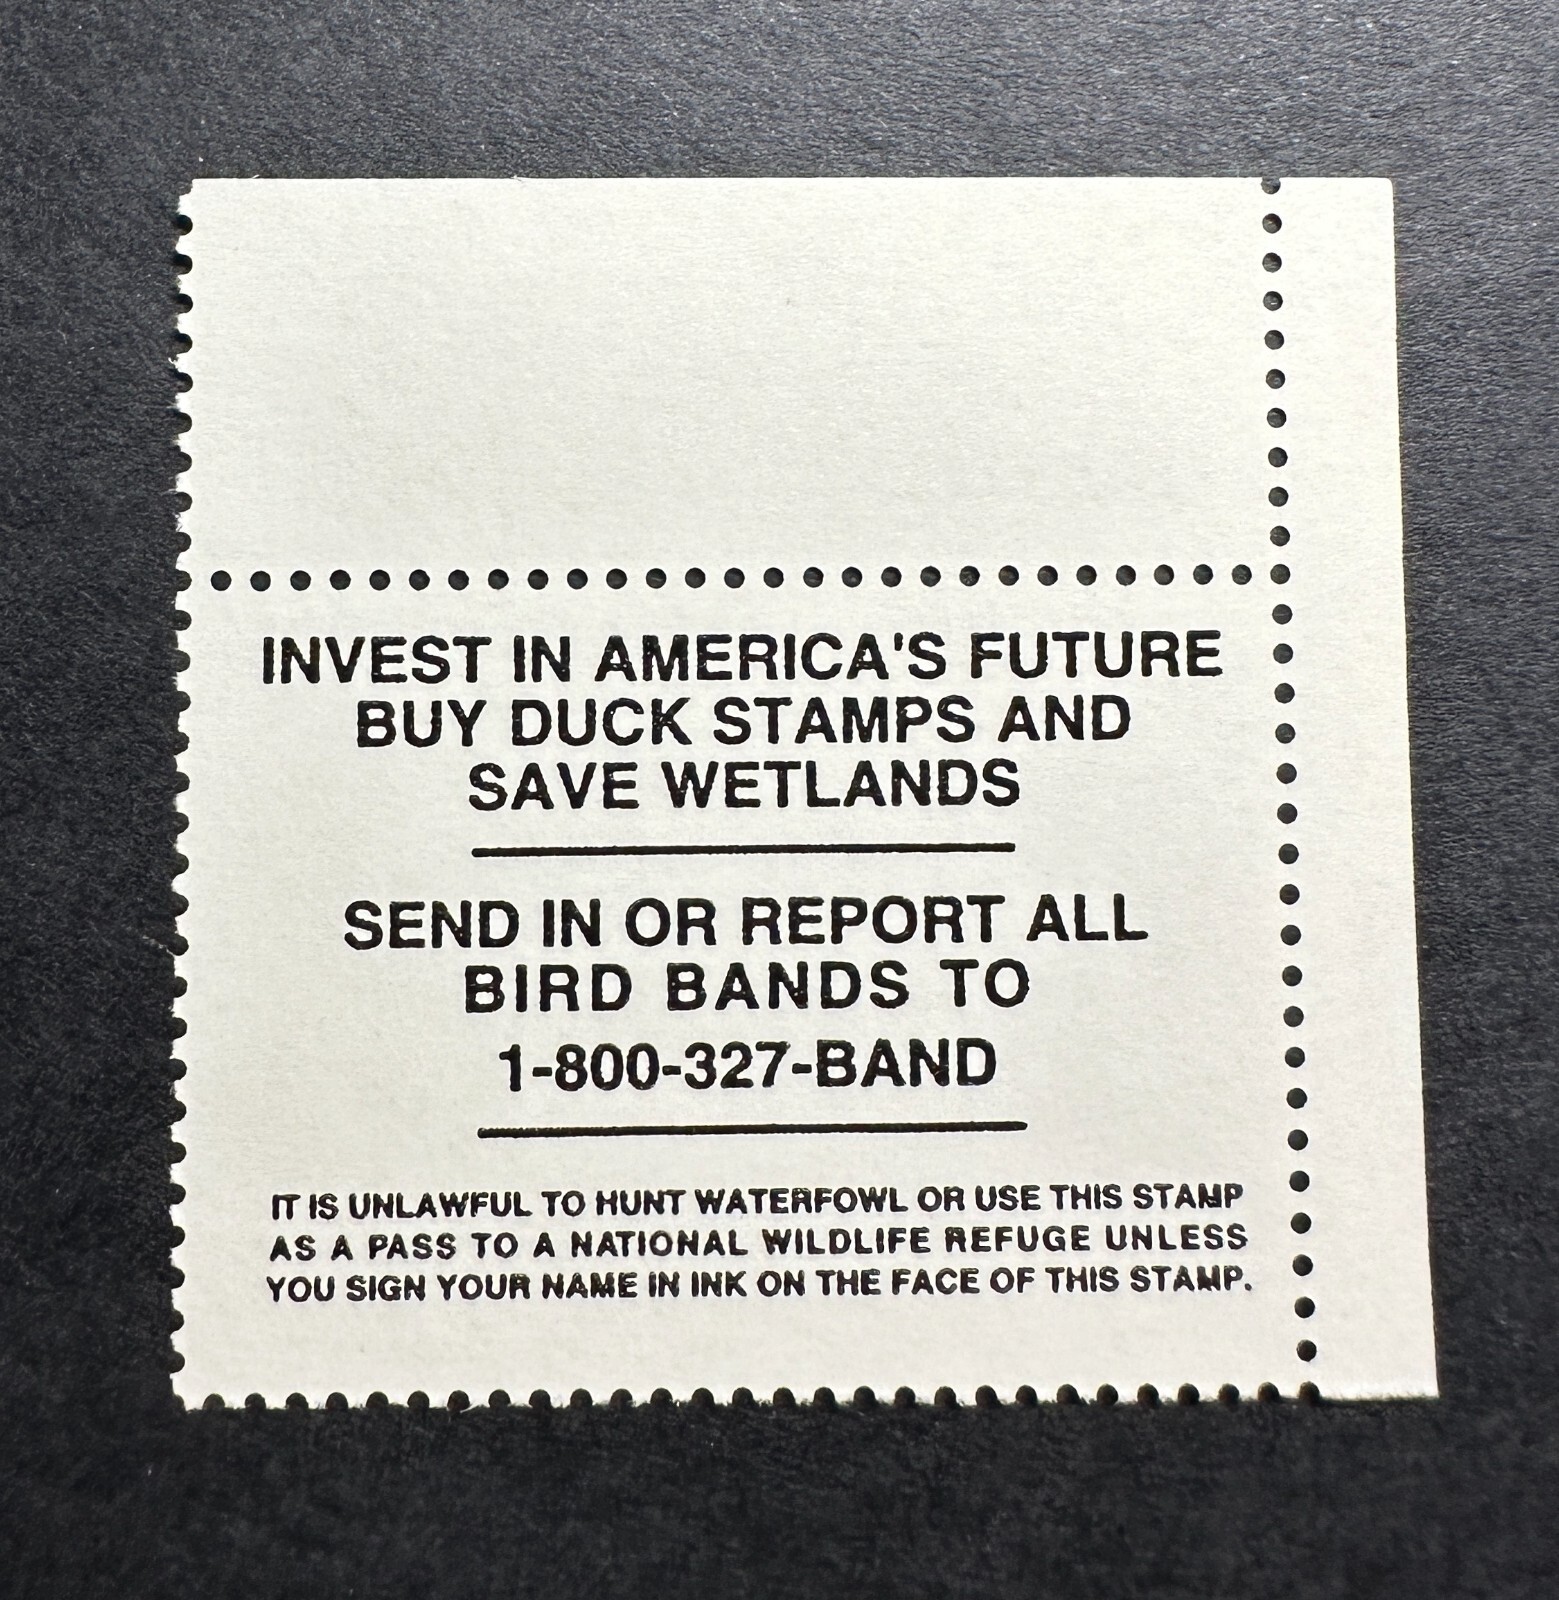 INVEST IN AMERICA'S FUTURE
BUY DUCK STAMPS AND
SAVE WETLANDS
SEND IN OR REPORT ALL
BIRD BANDS TO
1-800-327-BAND
IT IS UNLAWFUL TO HUNT WATERFOWL OR USE THIS STAMP
AS A PASS TO A NATIONAL WILDLIFE REFUGE UNLESS
YOU SIGN YOUR NAME IN INK ON THE FACE OF THIS STAMP.